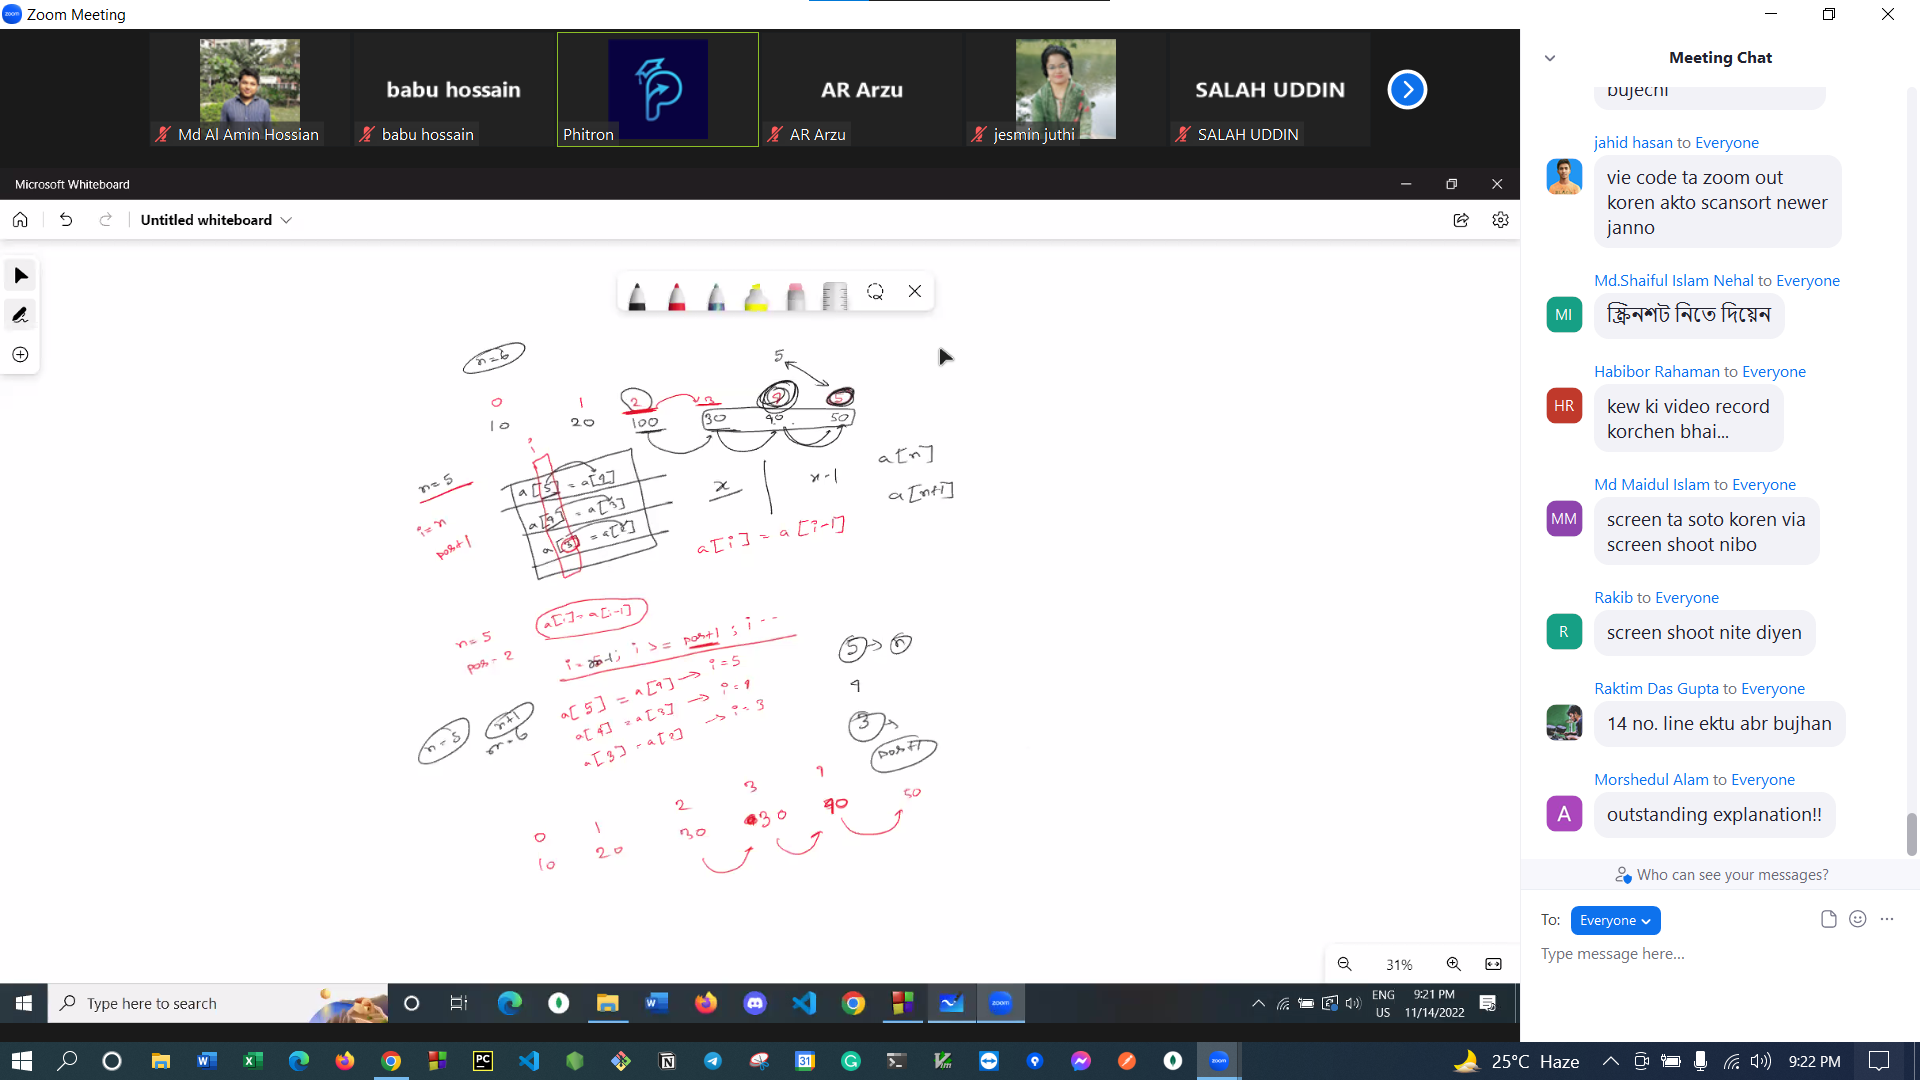 Zoom Meeting
babu hossain
AR Arzu
SALAH UDDIN
Md Al Amin Hossian
babu hossain
Phitron
AR Arzu
jesmin juthi
SALAH UDDIN
Microsoft Whiteboard
Untitled whiteboard
n=6
5
0 1 2 3 5
10 20 100 30 40 50
n=5
i=n
pos+1
a[5] = a[4]
a[4] = a[3]
a[3] = a[2]
x
x-1
a[n]
a[n+1]
a[i] = a[i-1]
a[i]=a[i-1]
n=5
pos=2
i >= pos+1 ; i--
a[5] = a[4] → i=5
a[4] = a[3] → i=4
a[3] = a[2] → i=3
5 → n
4
3 →
pos+1
n=5
n+1
n=6
0 1 2 3 4
10 20 30 30 40 50
31%
Type here to search
ENG
US
9:21 PM
11/14/2022
Meeting Chat
bujechi
jahid hasan to Everyone
vie code ta zoom out
koren akto scansort newer
janno
Md.Shaiful Islam Nehal to Everyone
MI
স্ক্রিনশট নিতে দিয়েন
Habibor Rahaman to Everyone
HR
kew ki video record
korchen bhai...
Md Maidul Islam to Everyone
MM
screen ta soto koren via
screen shoot nibo
Rakib to Everyone
R
screen shoot nite diyen
Raktim Das Gupta to Everyone
14 no. line ektu abr bujhan
Morshedul Alam to Everyone
A
outstanding explanation!!
Who can see your messages?
To: Everyone
Type message here...
25°C Haze
9:22 PM